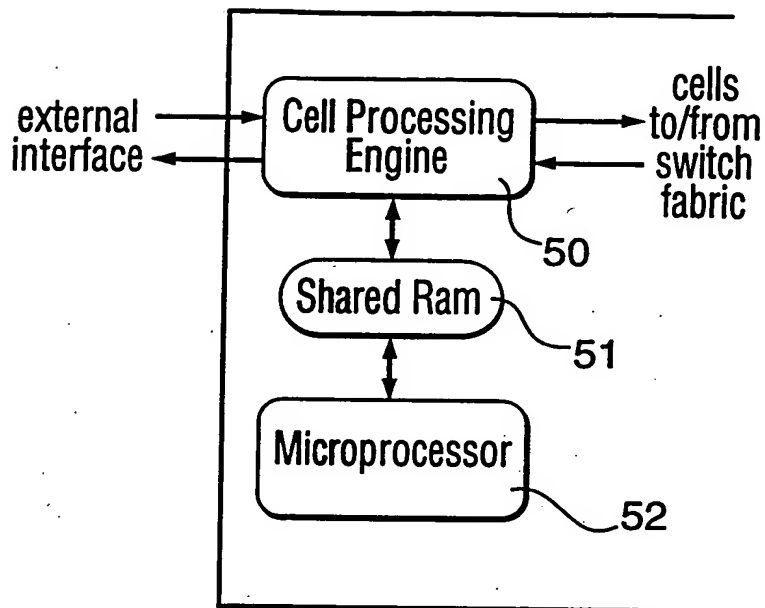 external
interface
Cell Processing
Engine
cells
to/from
switch
fabric
50
Shared Ram
51
Microprocessor
52